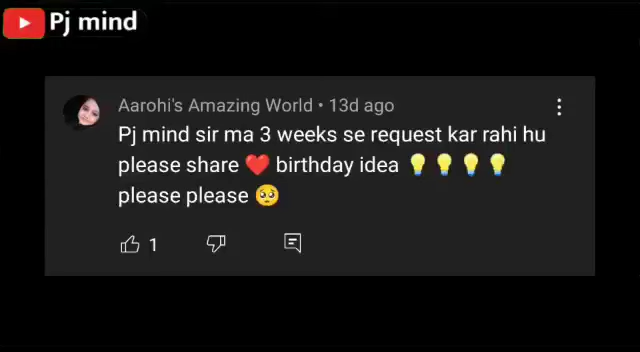 Pj mind
Aarohi's Amazing World • 13d ago
Pj mind sir ma 3 weeks se request kar rahi hu
please share ❤️ birthday idea 💡💡💡💡
please please 🥺
1